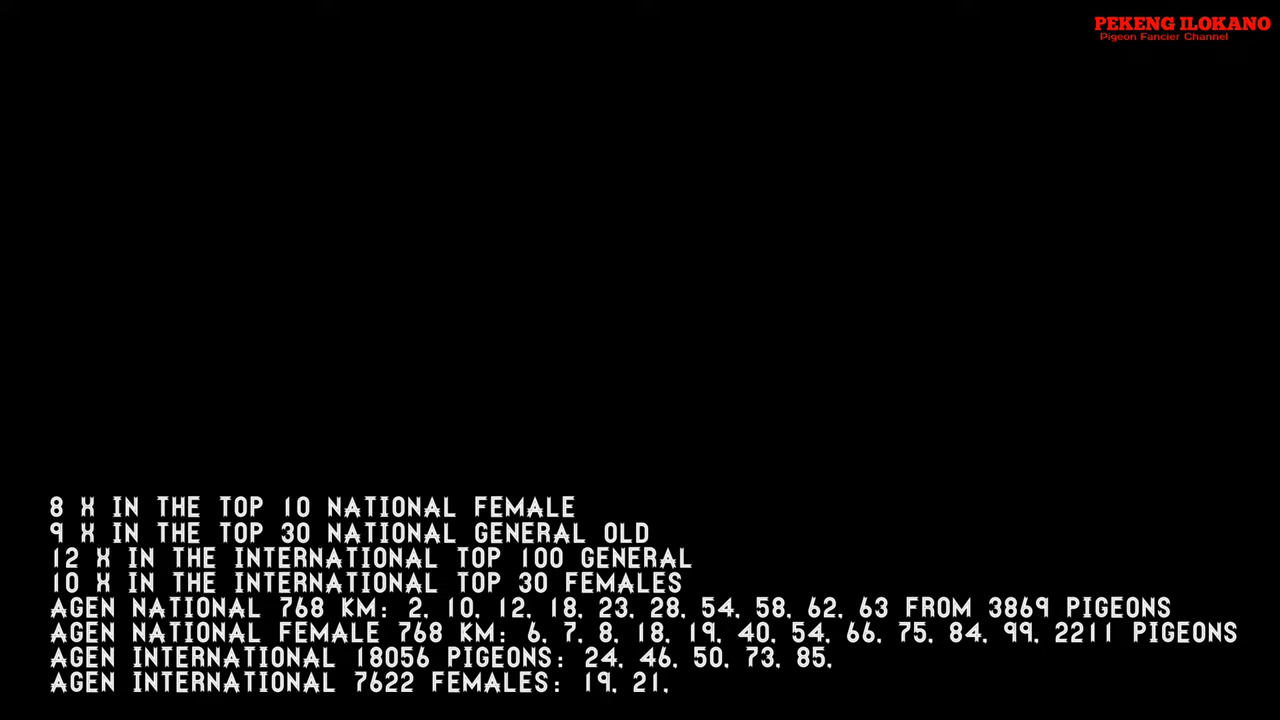 PEKENG ILOKANO
Pigeon Fancier Channel
8 X IN THE TOP 10 NATIONAL FEMALE
9 X IN THE TOP 30 NATIONAL GENERAL OLD
12 X IN THE INTERNATIONAL TOP 100 GENERAL
10 X IN THE INTERNATIONAL TOP 30 FEMALES
AGEN NATIONAL 768 KM: 2, 10, 12, 18, 23, 28, 54, 58, 62, 63 FROM 3869 PIGEONS
AGEN NATIONAL FEMALE 768 KM: 6, 7, 8, 18, 19, 40, 54, 66, 75, 84, 99, 2211 PIGEONS
AGEN INTERNATIONAL 18056 PIGEONS: 24, 46, 50, 73, 85,
AGEN INTERNATIONAL 7622 FEMALES: 19, 21,